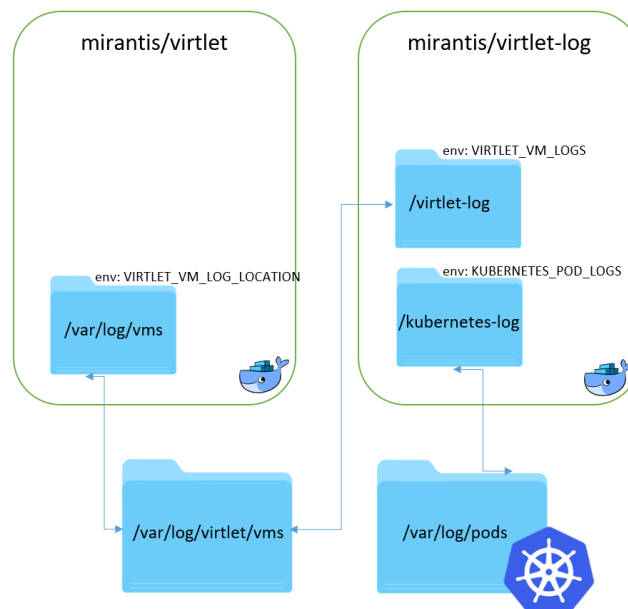 mirantis/virtlet
mirantis/virtlet-log
env: VIRTLET_VM_LOGS
/virtlet-log
env: VIRTLET_VM_LOG_LOCATION
env: KUBERNETES_POD_LOGS
/var/log/vms
/kubernetes-log
/var/log/virtlet/vms
/var/log/pods